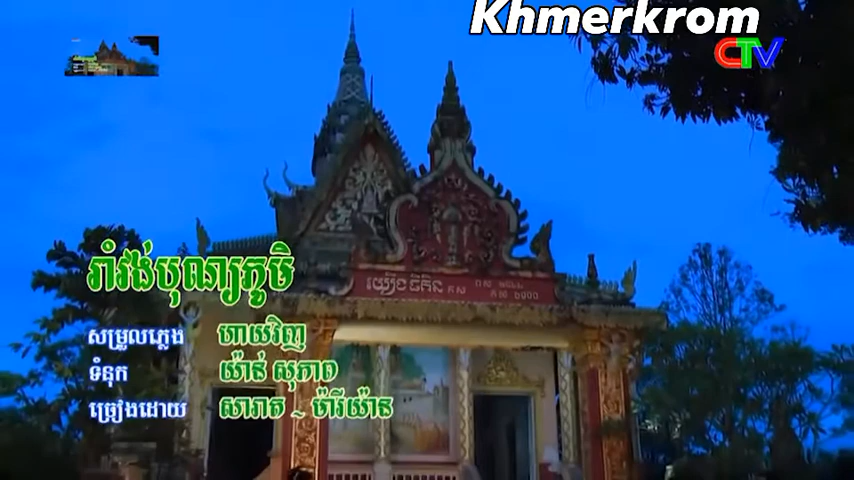 Khmerkrom
CTV
រាំវង់បុណ្យភូមិ
សម្រួលភ្លេង ហាយវិញ
ទំនុក យ៉ាន់ សុភាព
ច្រៀងដោយ សារាត ~ ម៉ារីយ៉ាន